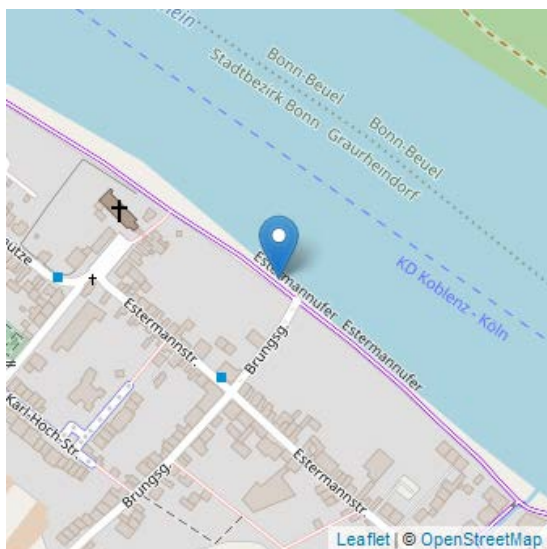 hein
Bonn-Beuel
Stadtbezirk Bonn
Bonn-Beuel
Graurheindorf
KD Koblenz - Köln
Estermannufer
Estermannufer
Brungsg.
Estermannstr.
Karl-Hoch-Str.
Brungsg.
Estermannstr.
Leaflet | © OpenStreetMap